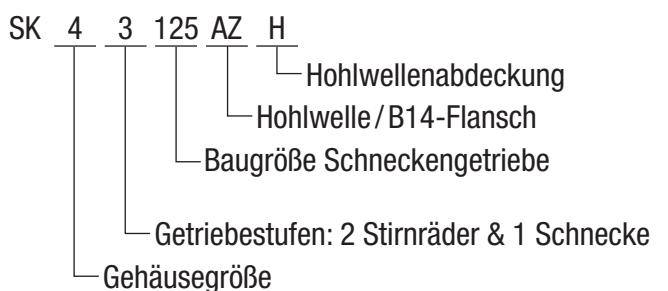 SK 4 3 125 AZ H
Hohlwellenabdeckung
Hohlwelle/B14-Flansch
Baugröße Schneckengetriebe
Getriebestufen: 2 Stirnräder & 1 Schnecke
Gehäusegröße